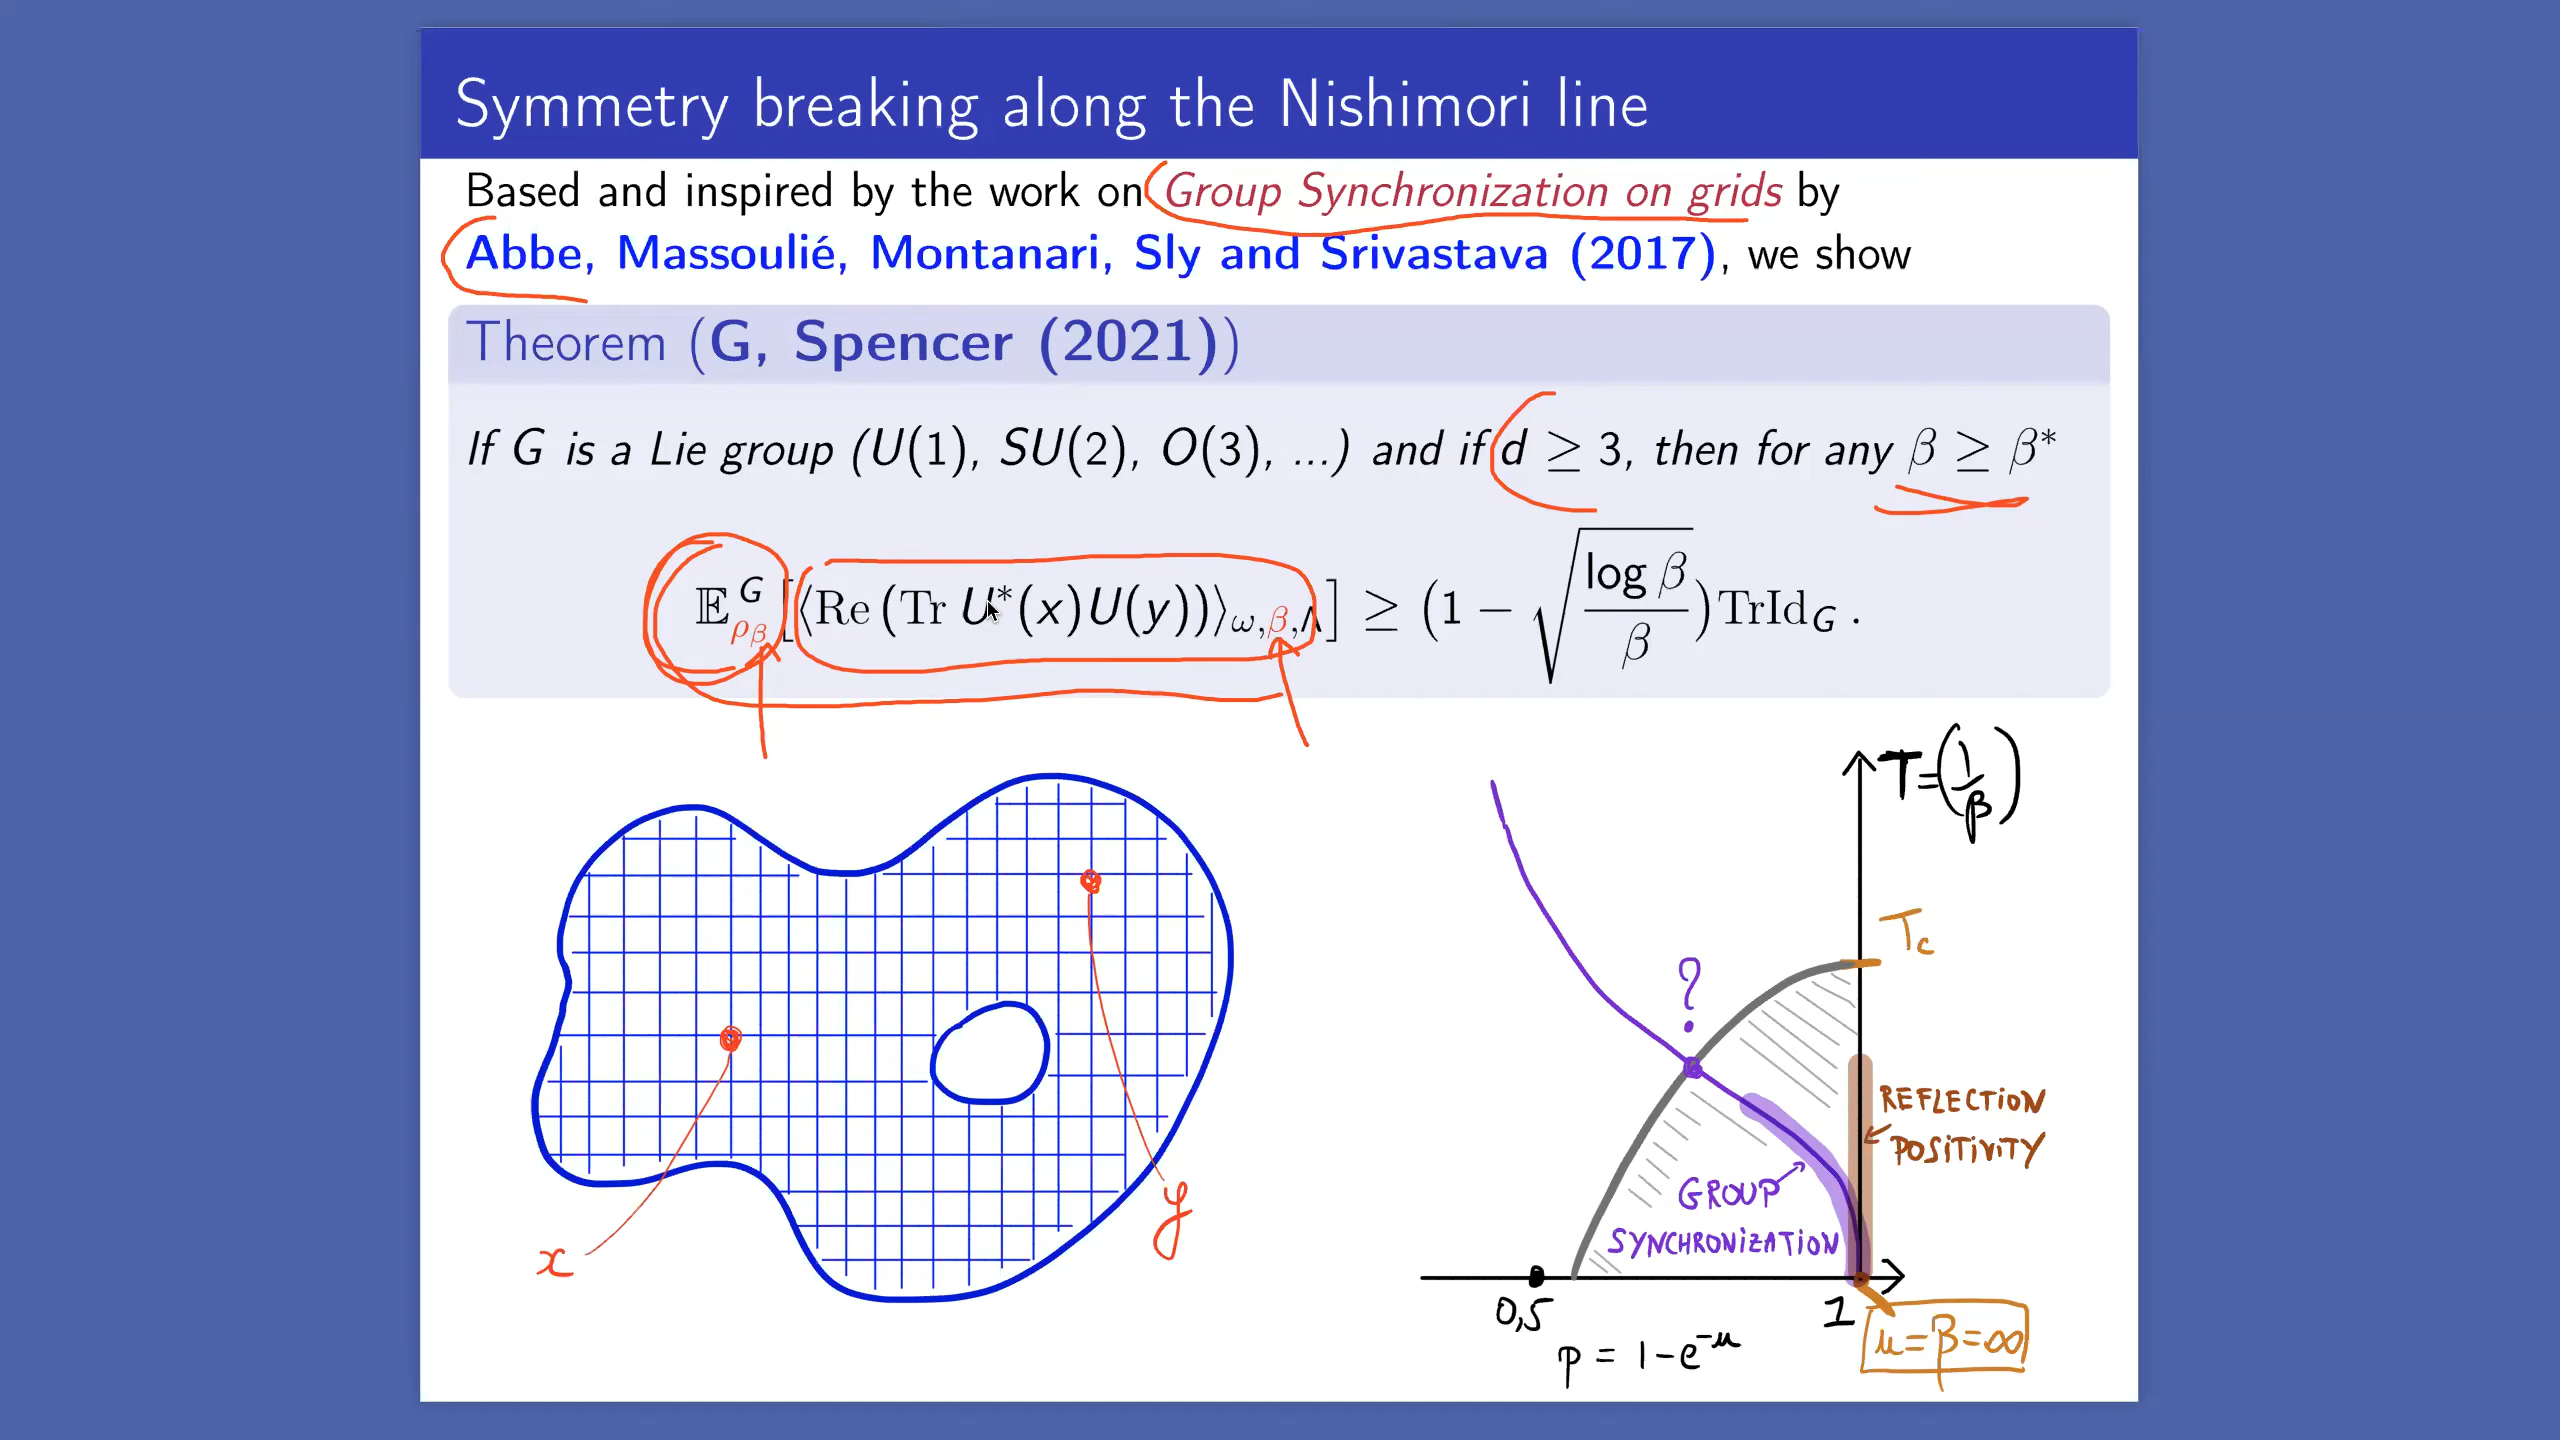 Symmetry breaking along the Nishimori line
Based and inspired by the work on Group Synchronization on grids by
Abbe, Massoulié, Montanari, Sly and Srivastava (2017), we show
Theorem (G, Spencer (2021))
If G is a Lie group (U(1), SU(2), O(3), ...) and if d ≥ 3, then for any β ≥ β*
𝔼^G_{ρ_β} [⟨Re (Tr U*(x)U(y))⟩_{ω,β,Λ}] ≥ (1 − √(log β / β)) TrId_G .
x
y
T=(1/β)
T_c
?
REFLECTION
POSITIVITY
GROUP
SYNCHRONIZATION
0,5
1
u=β=∞
p = 1-e^{-u}